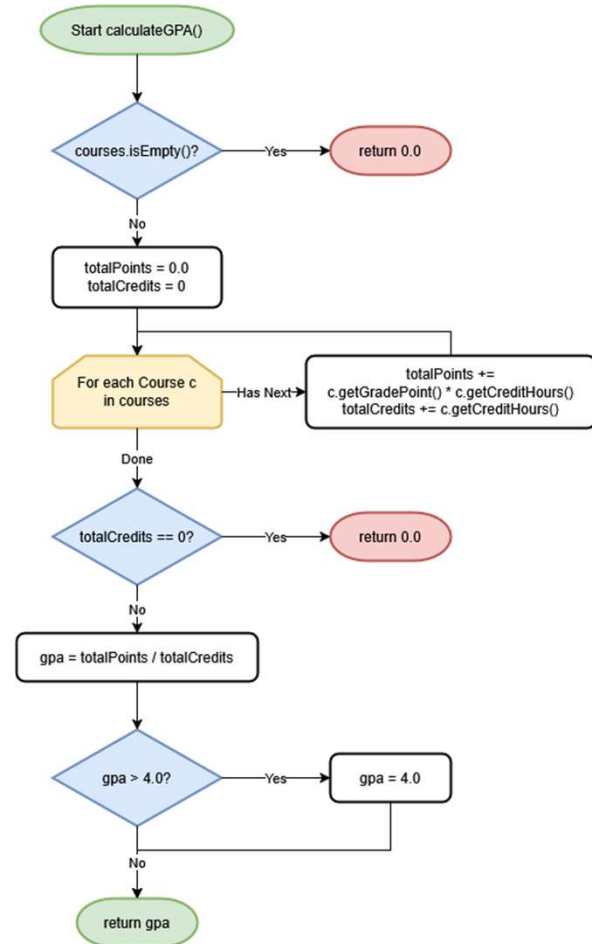 Start calculateGPA()
courses.isEmpty()?
Yes
return 0.0
No
totalPoints = 0.0
totalCredits = 0
For each Course c
in courses
Has Next
totalPoints +=
c.getGradePoint() * c.getCreditHours()
totalCredits += c.getCreditHours()
Done
totalCredits == 0?
Yes
return 0.0
No
gpa = totalPoints / totalCredits
gpa > 4.0?
Yes
gpa = 4.0
No
return gpa